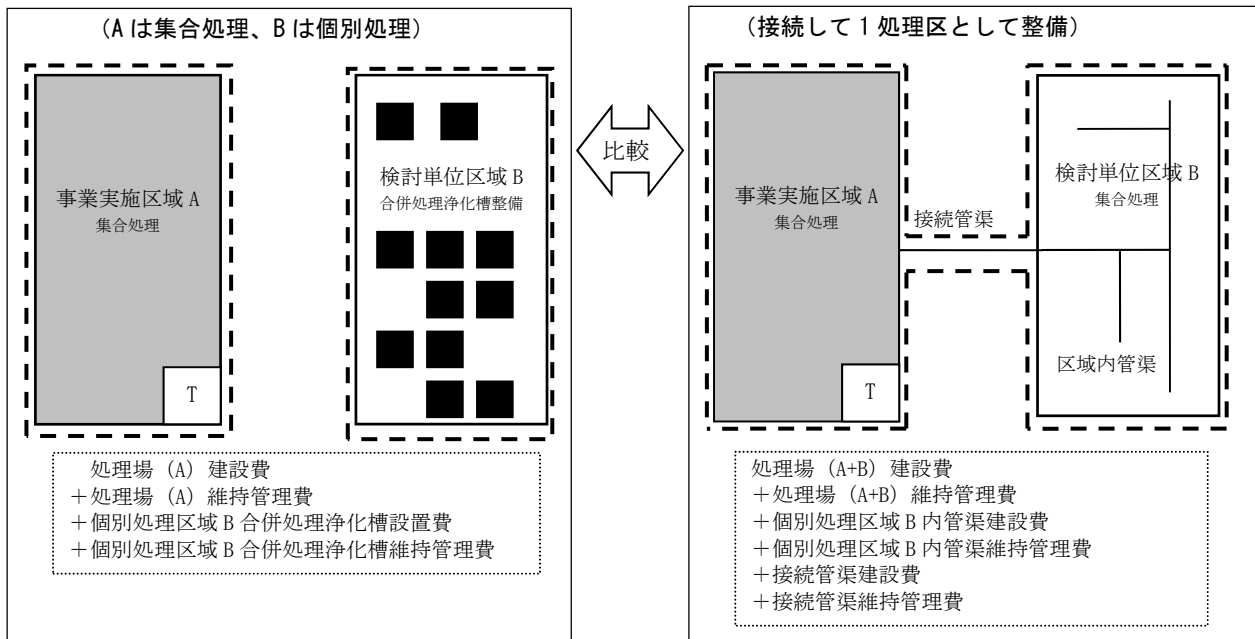 (Aは集合処理、Bは個別処理)
事業実施区域 A
集合処理
T
検討単位区域 B
合併処理浄化槽整備
処理場 (A) 建設費
＋処理場 (A) 維持管理費
＋個別処理区域 B 合併処理浄化槽設置費
＋個別処理区域 B 合併処理浄化槽維持管理費
比較
(接続して1処理区として整備)
事業実施区域 A
集合処理
T
接続管渠
検討単位区域 B
集合処理
区域内管渠
処理場 (A+B) 建設費
＋処理場 (A+B) 維持管理費
＋個別処理区域 B 内管渠建設費
＋個別処理区域 B 内管渠維持管理費
＋接続管渠建設費
＋接続管渠維持管理費